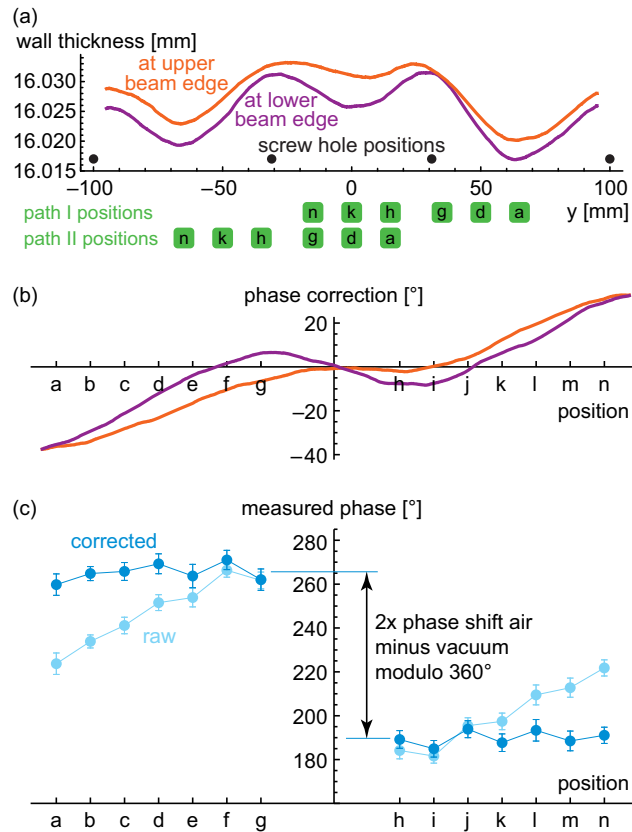 (a)
wall thickness [mm]
at upper
beam edge
16.030
16.025
at lower
beam edge
16.020
screw hole positions
16.015
−100 −50 0 50 100
path I positions n k h g d a y [mm]
path II positions n k h g d a
(b)
phase correction [°]
20
a b c d e f g h i j k l m n
−20
position
−40
(c)
measured phase [°]
280
corrected
260
240
2x phase shift air
raw
minus vacuum
modulo 360°
220
200
180
position
a b c d e f g h i j k l m n